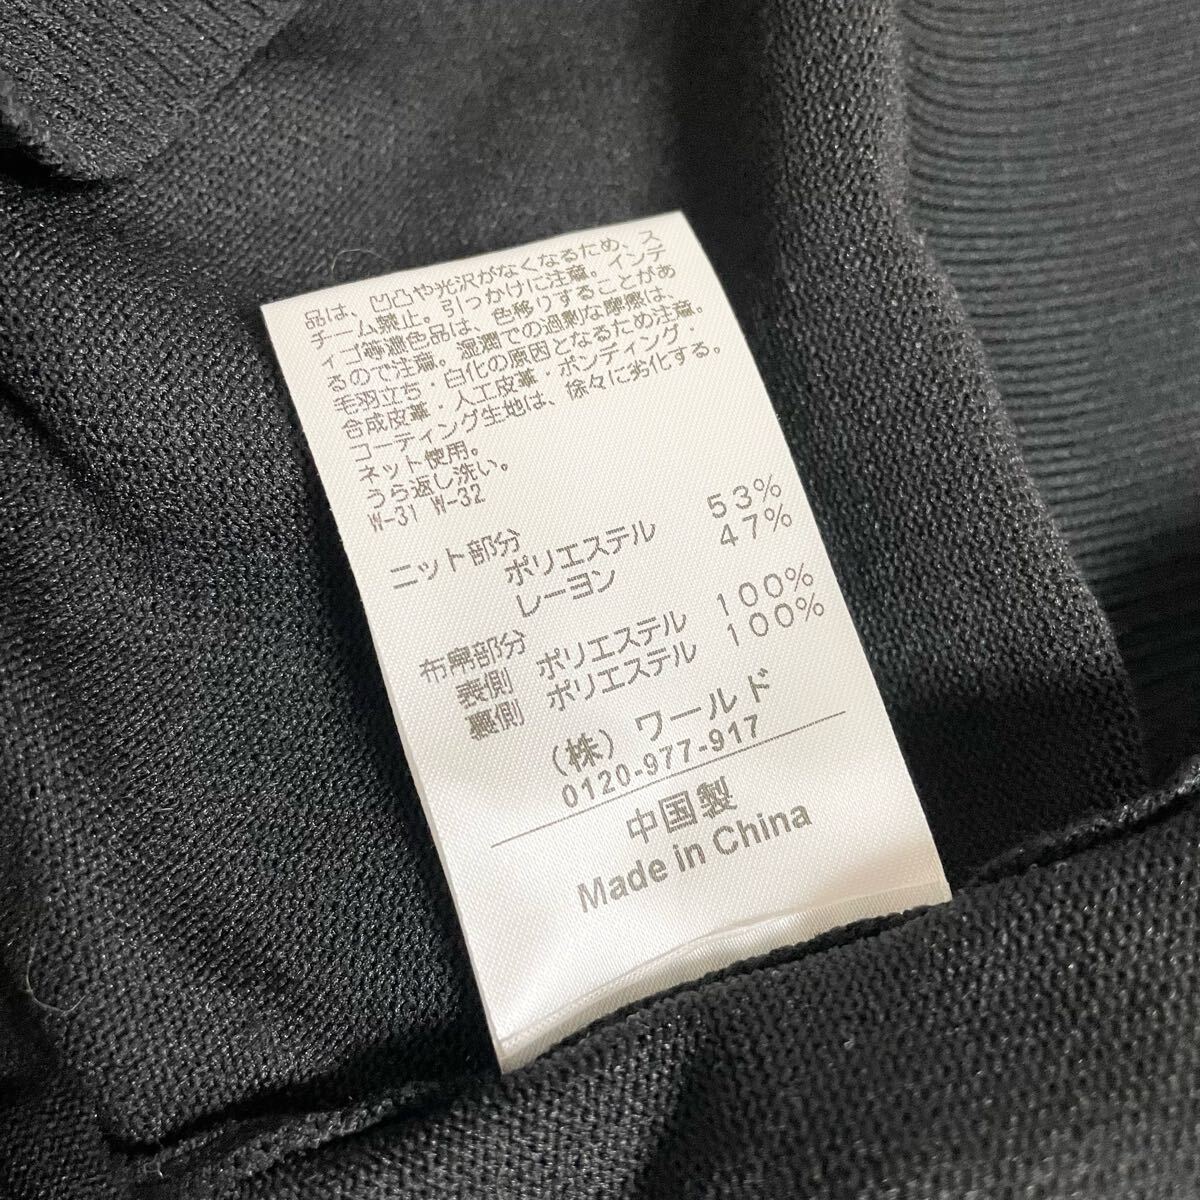 品は、凹凸や光沢がなくなるため、ス
チーム禁止。引っかけに注意。インデ
ィゴ等濃色品は、色移りすることがあ
るので注意。湿潤での過剰な摩擦は、
毛羽立ち・白化の原因となるため注意。
合成皮革・人工皮革・ボンディング・
コーティング生地は、徐々に劣化する。
ネット使用。
うら返し洗い。
W-31 W-32
ニット部分
ポリエステル 53%
レーヨン 47%
布帛部分
表側 ポリエステル 100%
裏側 ポリエステル 100%
(株)ワールド
0120-977-917
中国製
Made in China